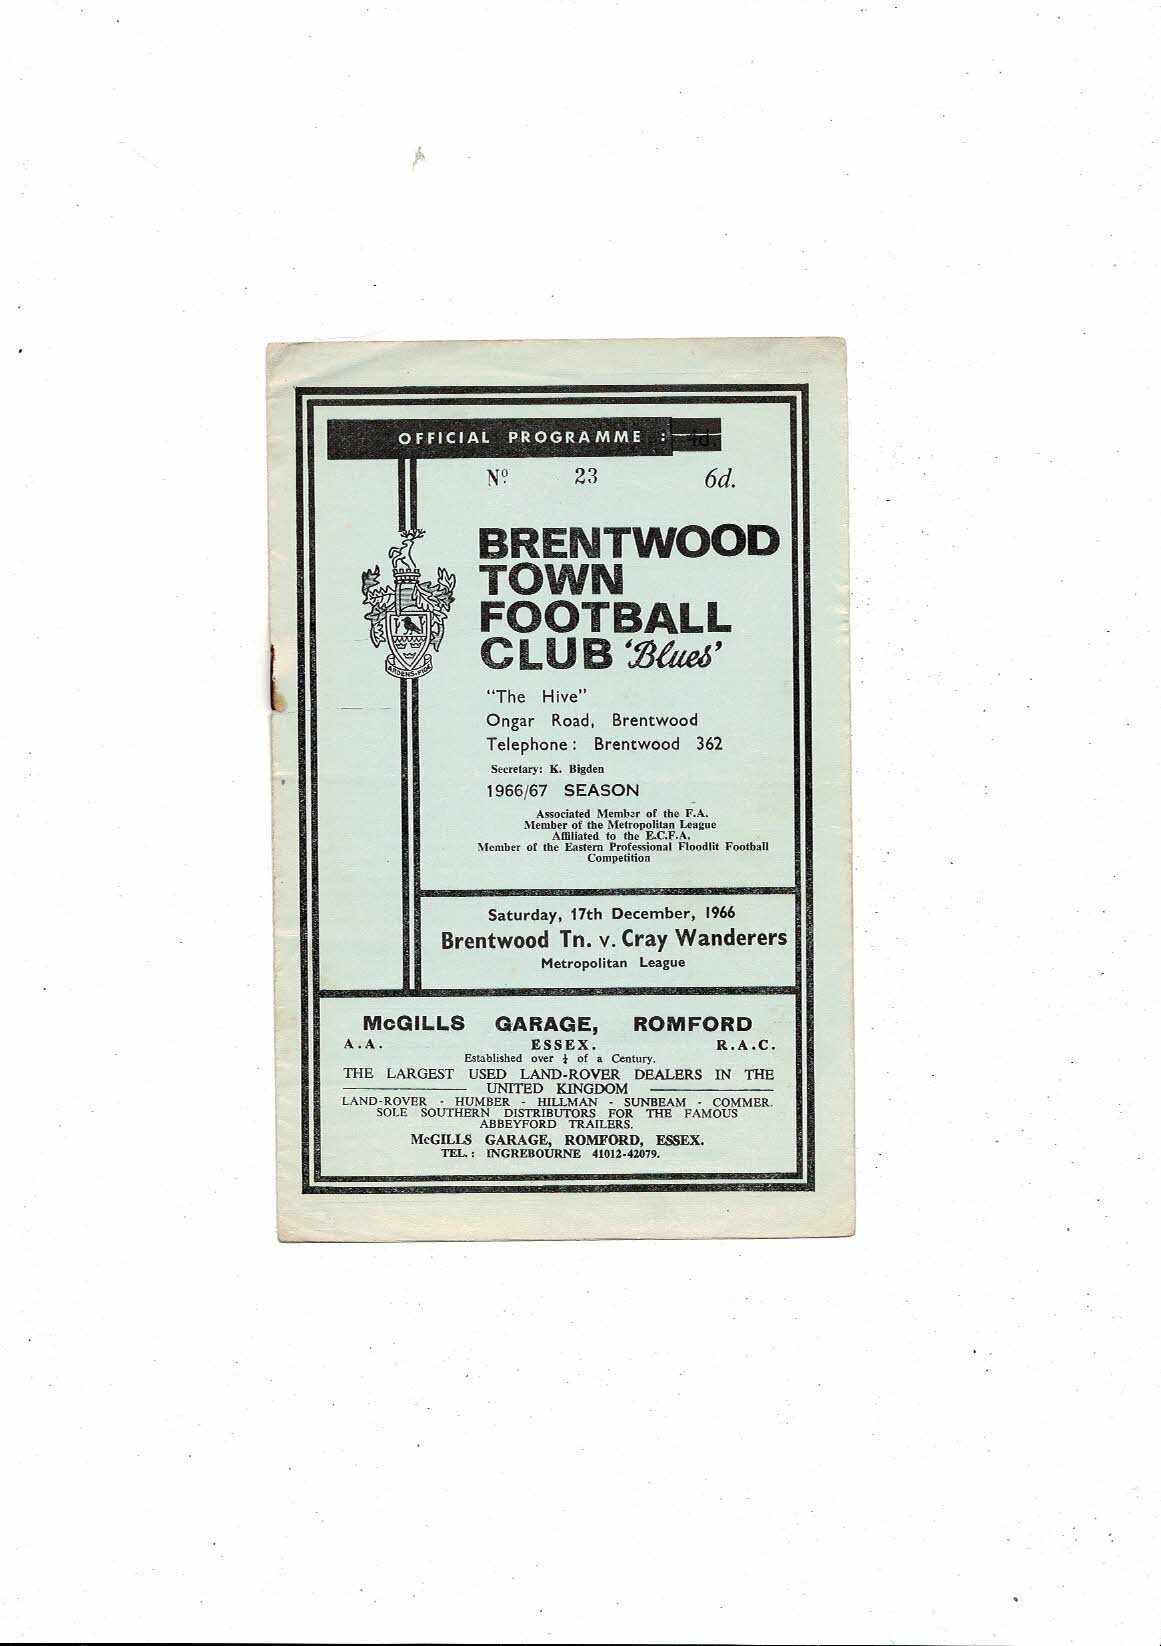 OFFICIAL PROGRAMME : 4d.
Nº 23 6d.
BRENTWOOD
TOWN
FOOTBALL
CLUB 'Blues'
ARDENS FIDE
"The Hive"
Ongar Road, Brentwood
Telephone: Brentwood 362
Secretary: K. Bigden
1966/67 SEASON
Associated Member of the F.A.
Member of the Metropolitan League
Affiliated to the E.C.F.A.
Member of the Eastern Professional Floodlit Football
Competition
Saturday, 17th December, 1966
Brentwood Tn. v. Cray Wanderers
Metropolitan League
McGILLS GARAGE, ROMFORD
A.A. ESSEX. R.A.C.
Established over ¼ of a Century.
THE LARGEST USED LAND-ROVER DEALERS IN THE
UNITED KINGDOM
LAND-ROVER - HUMBER - HILLMAN - SUNBEAM - COMMER.
SOLE SOUTHERN DISTRIBUTORS FOR THE FAMOUS
ABBEYFORD TRAILERS.
McGILLS GARAGE, ROMFORD, ESSEX.
TEL.: INGREBOURNE 41012-42079.